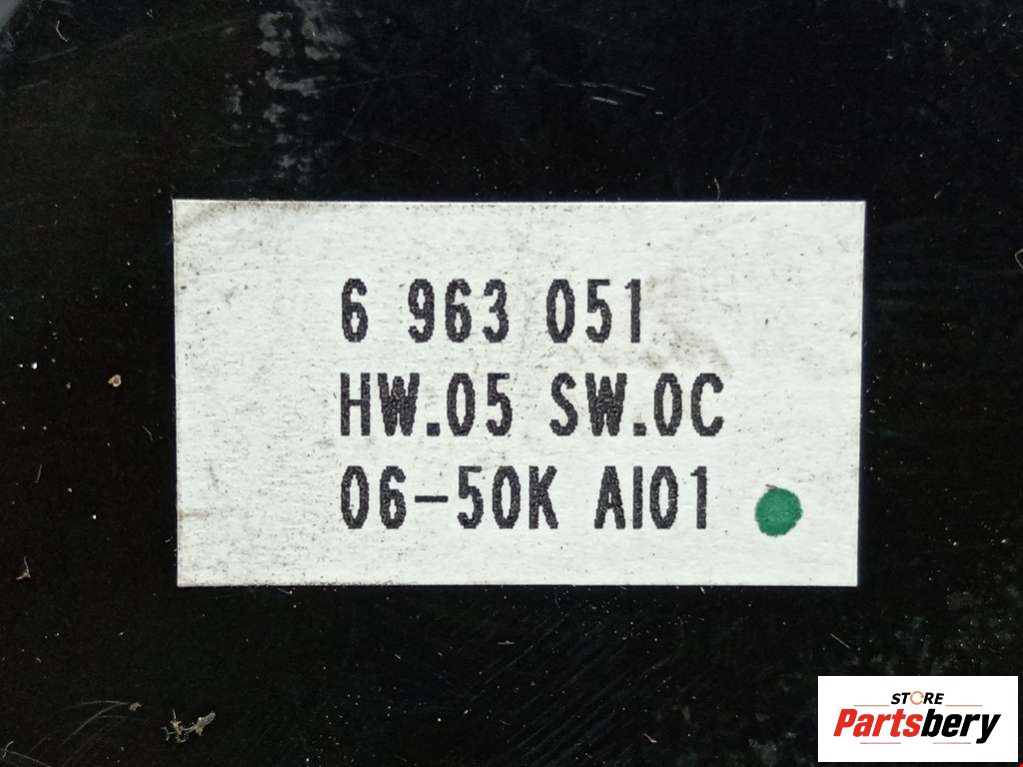 6 963 051
HW.05 SW.0C
06-50K AI01
STORE
Partsbery